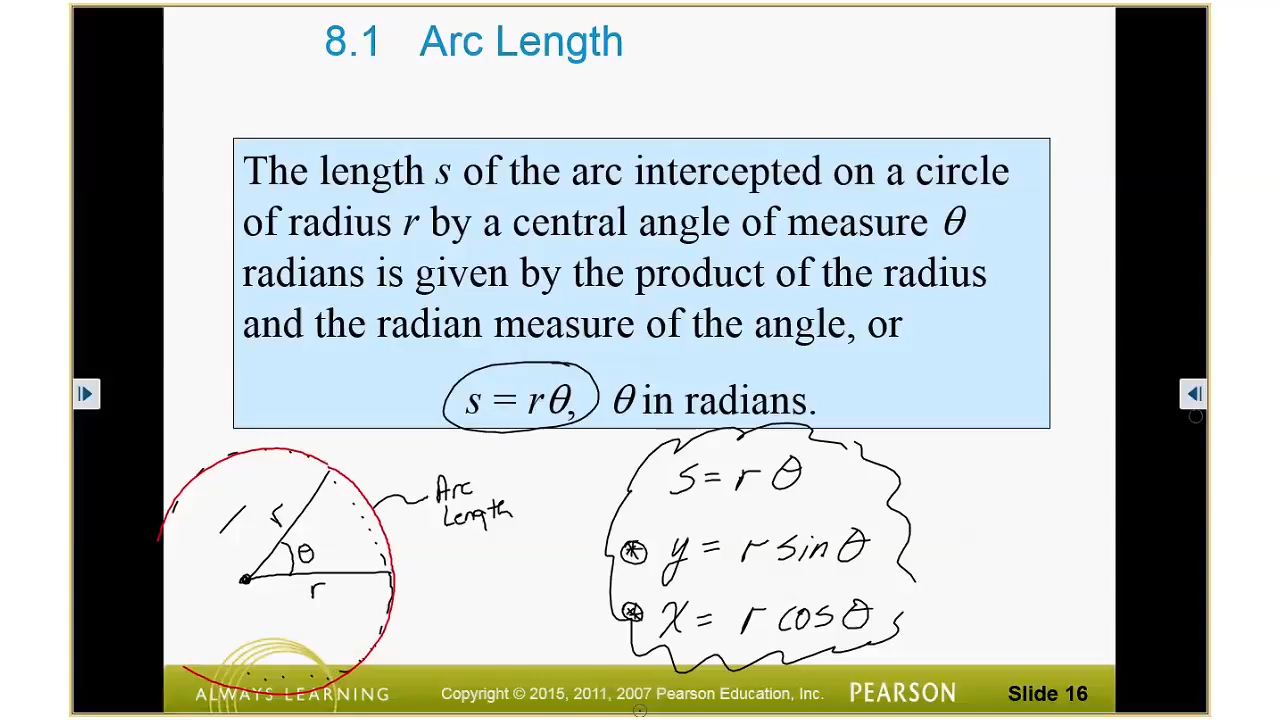 8.1 Arc Length
The length s of the arc intercepted on a circle
of radius r by a central angle of measure θ
radians is given by the product of the radius
and the radian measure of the angle, or
s = rθ, θ in radians.
Arc
Length
r
θ
r
s = r θ
y = r sin θ
x = r cos θ
ALWAYS LEARNING
Copyright © 2015, 2011, 2007 Pearson Education, Inc.
PEARSON
Slide 16